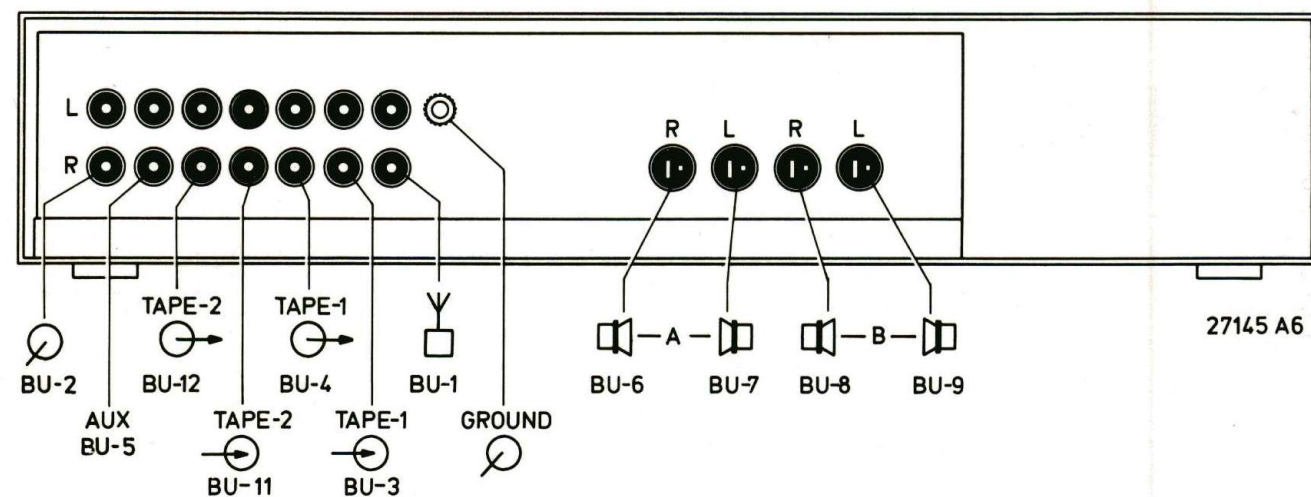 L
R
R L R L
TAPE-2 TAPE-1
A B
27145 A6
BU-2 BU-12 BU-4 BU-1 BU-6 BU-7 BU-8 BU-9
AUX TAPE-2 TAPE-1 GROUND
BU-5
BU-11 BU-3